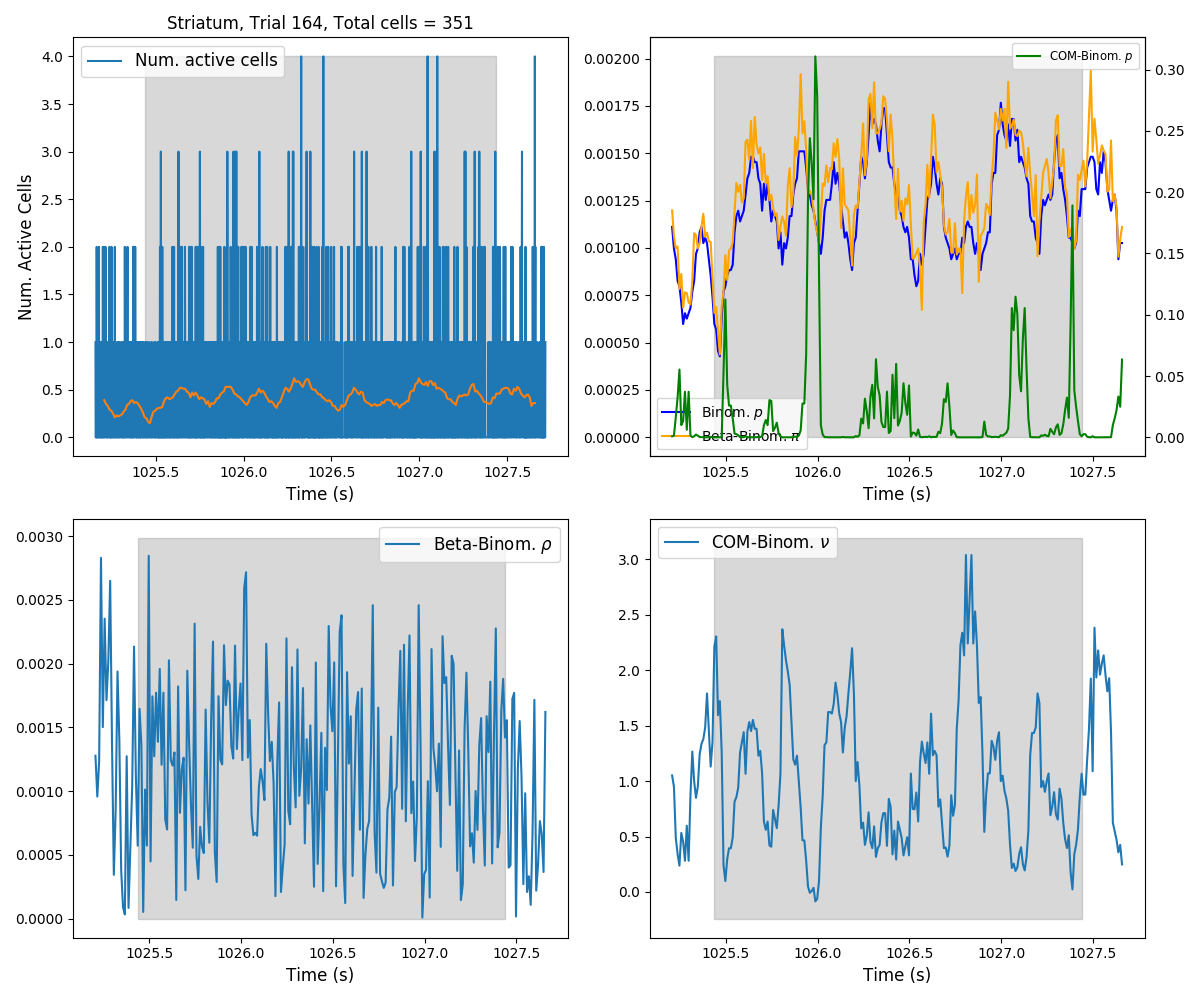 Striatum, Trial 164, Total cells = 351
Num. active cells
Num. Active Cells
4.0
3.5
3.0
2.5
2.0
1.5
1.0
0.5
0.0
1025.5 1026.0 1026.5 1027.0 1027.5
Time (s)
COM-Binom. p
0.00200
0.00175
0.00150
0.00125
0.00100
0.00075
0.00050
0.00025
0.00000
0.30
0.25
0.20
0.15
0.10
0.05
0.00
Binom. p
Beta-Binom. π
1025.5 1026.0 1026.5 1027.0 1027.5
Time (s)
Beta-Binom. ρ
0.0030
0.0025
0.0020
0.0015
0.0010
0.0005
0.0000
1025.5 1026.0 1026.5 1027.0 1027.5
Time (s)
COM-Binom. ν
3.0
2.5
2.0
1.5
1.0
0.5
0.0
1025.5 1026.0 1026.5 1027.0 1027.5
Time (s)